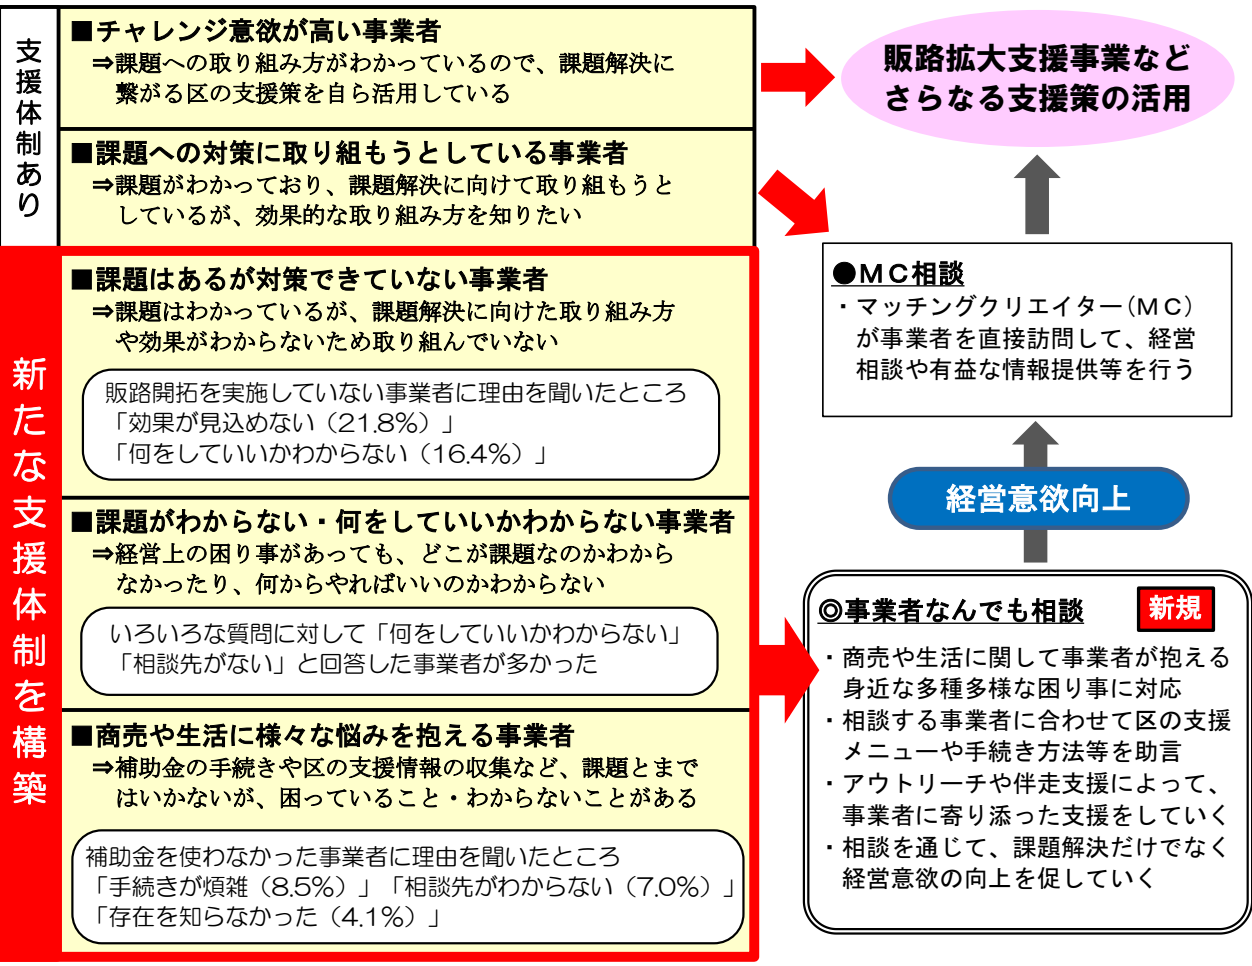 支援体制あり
■チャレンジ意欲が高い事業者
⇒課題への取り組み方がわかっているので、課題解決に
繋がる区の支援策を自ら活用している
■課題への対策に取り組もうとしている事業者
⇒課題がわかっており、課題解決に向けて取り組もうと
しているが、効果的な取り組み方を知りたい
新たな支援体制を構築
■課題はあるが対策できていない事業者
⇒課題はわかっているが、課題解決に向けた取り組み方
や効果がわからないため取り組んでいない
販路開拓を実施していない事業者に理由を聞いたところ
「効果が見込めない（21.8％）」
「何をしていいかわからない（16.4％）」
■課題がわからない・何をしていいかわからない事業者
⇒経営上の困り事があっても、どこが課題なのかわから
なかったり、何からやればいいのかわからない
いろいろな質問に対して「何をしていいかわからない」
「相談先がない」と回答した事業者が多かった
■商売や生活に様々な悩みを抱える事業者
⇒補助金の手続きや区の支援情報の収集など、課題とまで
はいかないが、困っていること・わからないことがある
補助金を使わなかった事業者に理由を聞いたところ
「手続きが煩雑（8.5％）」「相談先がわからない（7.0％）」
「存在を知らなかった（4.1％）」
販路拡大支援事業など
さらなる支援策の活用
●ＭＣ相談
・マッチングクリエイター(ＭＣ)
が事業者を直接訪問して、経営
相談や有益な情報提供等を行う
経営意欲向上
◎事業者なんでも相談
新規
・商売や生活に関して事業者が抱える
身近な多種多様な困り事に対応
・相談する事業者に合わせて区の支援
メニューや手続き方法等を助言
・アウトリーチや伴走支援によって、
事業者に寄り添った支援をしていく
・相談を通じて、課題解決だけでなく
経営意欲の向上を促していく